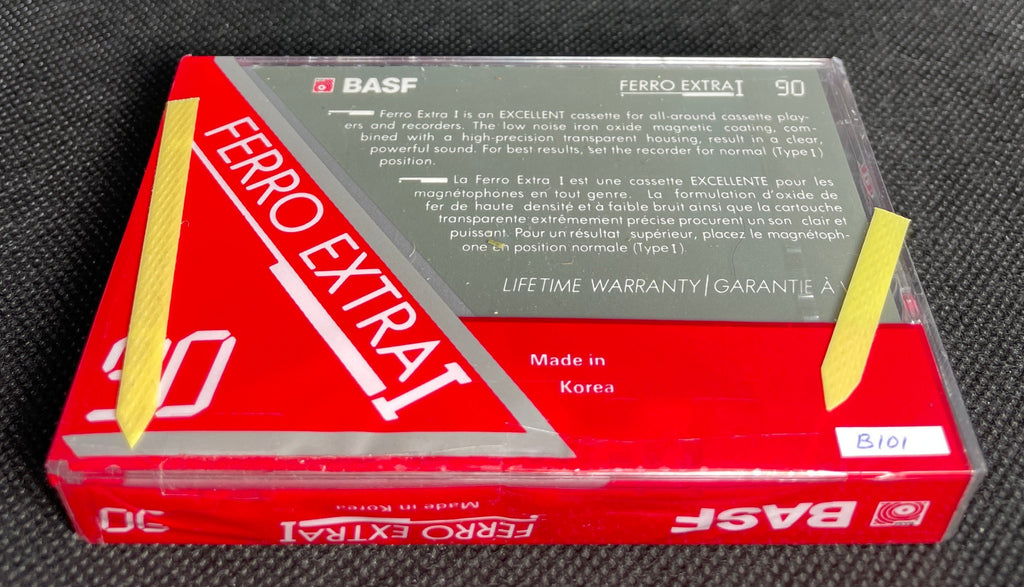 BASF FERRO EXTRA I 90
Ferro Extra I is an EXCELLENT cassette for all-around cassette play-
ers and recorders. The low noise iron oxide magnetic coating, com-
bined with a high-precision transparent housing, result in a clear,
powerful sound. For best results, set the recorder for normal (Type I)
position.
La Ferro Extra I est une cassette EXCELLENTE pour les
magnétophones en tout genre. La formulation d'oxide de
fer de haute densité et à faible bruit ainsi que la cartouche
transparente extrêmement précise procurent un son clair et
puissant. Pour un résultat supérieur, placez le magnétoph-
one en position normale (Type I)
LIFETIME WARRANTY | GARANTIE À
FERRO EXTRA I
90
Made in
Korea
B101
90
Made in Korea
FERRO EXTRA I
BASF